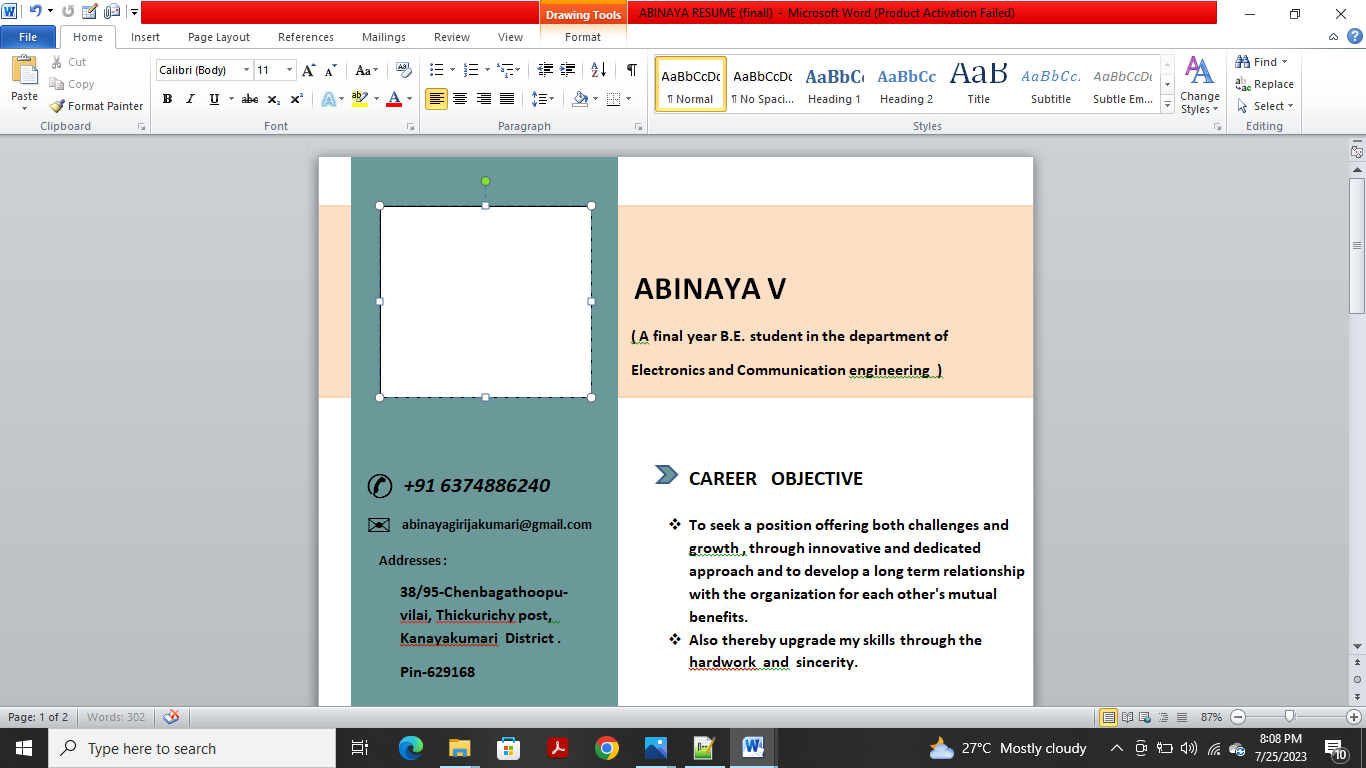 ABINAYA RESUME (finall) - Microsoft Word (Product Activation Failed)
Drawing Tools
File Home Insert Page Layout References Mailings Review View Format
Paste
Cut
Copy
Format Painter
Clipboard
Calibri (Body) 11
Font
Paragraph
AaBbCcDc AaBbCcDc AaBbCc AaBbCc AaB AaBbCc. AaBbCcDc
¶ Normal ¶ No Spaci... Heading 1 Heading 2 Title Subtitle Subtle Em...
Styles
Change Styles
Find
Replace
Select
Editing
ABINAYA V
( A final year B.E. student in the department of
Electronics and Communication engineering )
+91 6374886240
abinayagirijakumari@gmail.com
Addresses :
38/95-Chenbagathoopu-
vilai, Thickurichy post,
Kanayakumari District .
Pin-629168
CAREER OBJECTIVE
❖ To seek a position offering both challenges and
growth , through innovative and dedicated
approach and to develop a long term relationship
with the organization for each other's mutual
benefits.
❖ Also thereby upgrade my skills through the
hardwork and sincerity.
Page: 1 of 2 Words: 302 87%
Type here to search
27°C Mostly cloudy
8:08 PM
7/25/2023
10